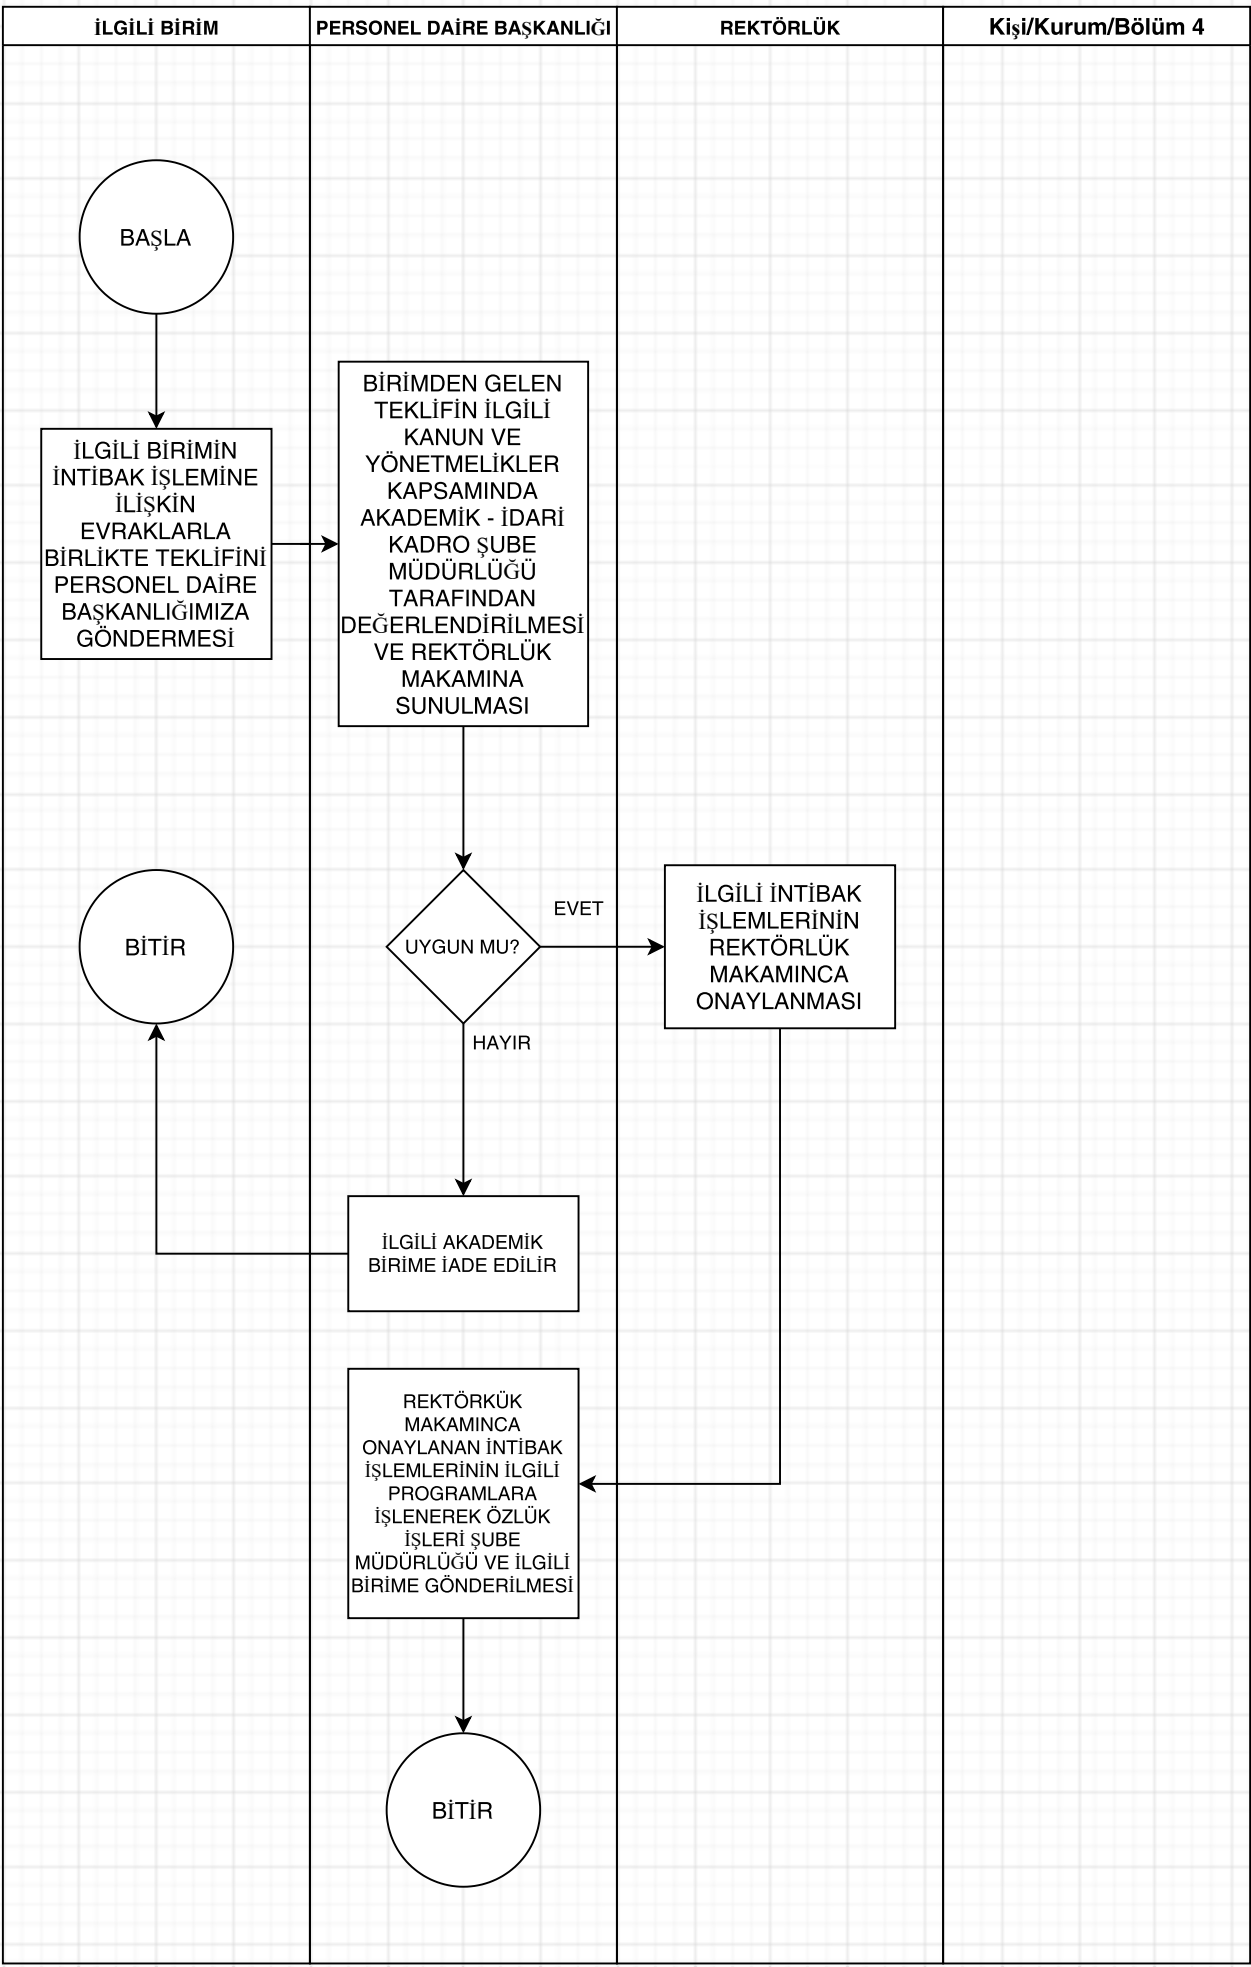 İLGİLİ BİRİM
PERSONEL DAİRE BAŞKANLIĞI
REKTÖRLÜK
Kişi/Kurum/Bölüm 4
BAŞLA
İLGİLİ BİRİMİN
İNTİBAK İŞLEMİNE
İLİŞKİN
EVRAKLARLA
BİRLİKTE TEKLİFİNİ
PERSONEL DAİRE
BAŞKANLIĞIMIZA
GÖNDERMESİ
BİRİMDEN GELEN
TEKLİFİN İLGİLİ
KANUN VE
YÖNETMELİKLER
KAPSAMINDA
AKADEMİK - İDARİ
KADRO ŞUBE
MÜDÜRLÜĞÜ
TARAFINDAN
DEĞERLENDİRİLMESİ
VE REKTÖRLÜK
MAKAMINA
SUNULMASI
UYGUN MU?
EVET
İLGİLİ İNTİBAK
İŞLEMLERİNİN
REKTÖRLÜK
MAKAMINCA
ONAYLANMASI
HAYIR
İLGİLİ AKADEMİK
BİRİME İADE EDİLİR
BİTİR
REKTÖRKÜK
MAKAMINCA
ONAYLANAN İNTİBAK
İŞLEMLERİNİN İLGİLİ
PROGRAMLARA
İŞLENEREK ÖZLÜK
İŞLERİ ŞUBE
MÜDÜRLÜĞÜ VE İLGİLİ
BİRİME GÖNDERİLMESİ
BİTİR